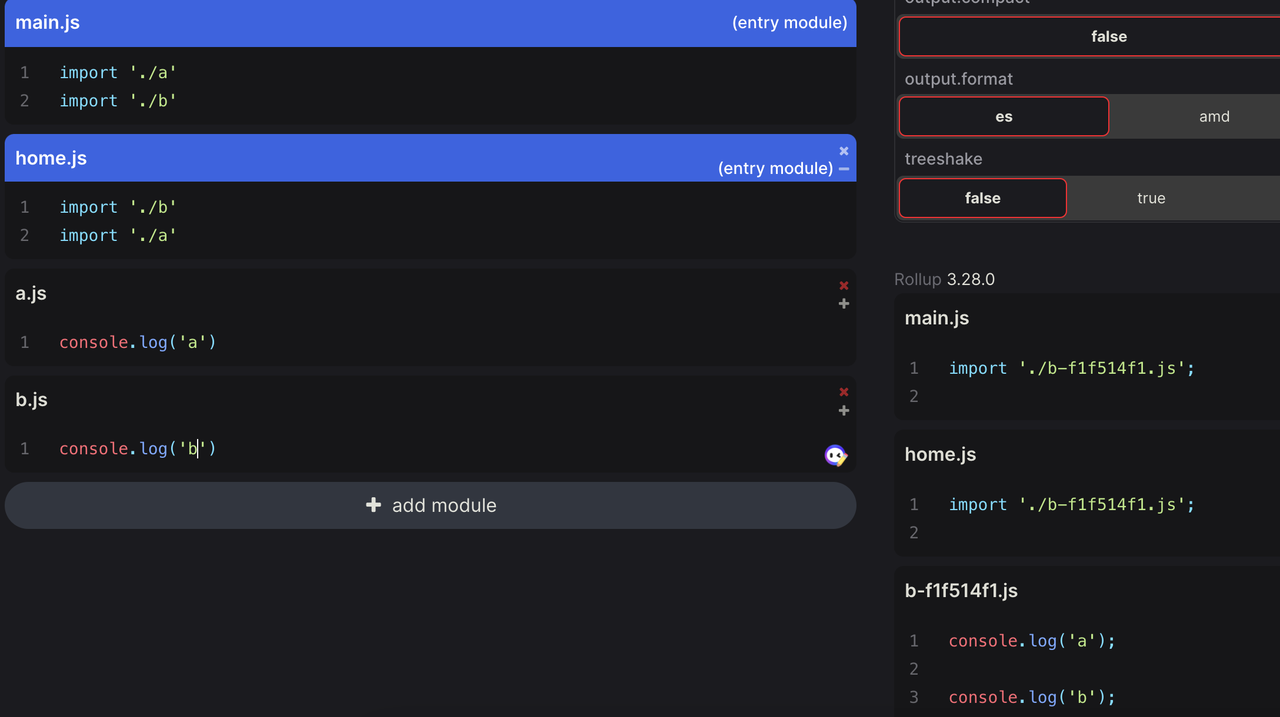 main.js
(entry module)
1 import './a'
2 import './b'
home.js
(entry module)
1 import './b'
2 import './a'
a.js
1 console.log('a')
b.js
1 console.log('b')
add module
output.compact
false
output.format
es
amd
treeshake
false
true
Rollup 3.28.0
main.js
1 import './b-f1f514f1.js';
2
home.js
1 import './b-f1f514f1.js';
2
b-f1f514f1.js
1 console.log('a');
2
3 console.log('b');